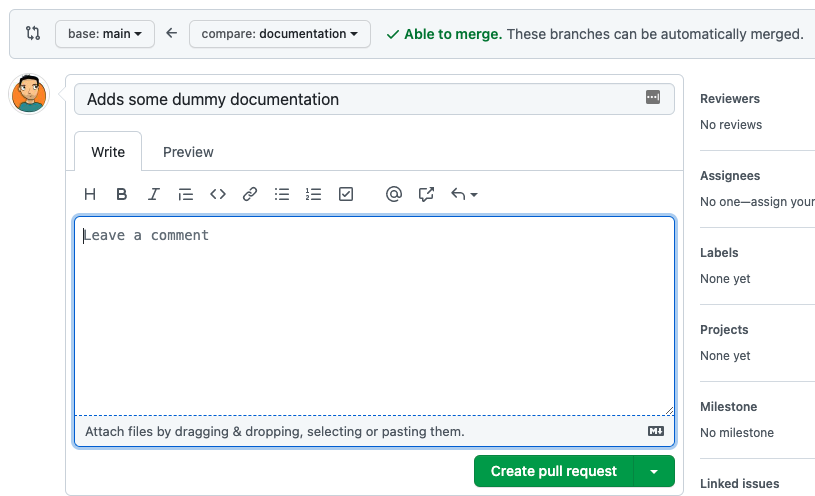 base: main compare: documentation Able to merge. These branches can be automatically merged.
Adds some dummy documentation
Write Preview
H B I
Leave a comment
Attach files by dragging & dropping, selecting or pasting them.
Create pull request
Reviewers
No reviews
Assignees
No one—assign your
Labels
None yet
Projects
None yet
Milestone
No milestone
Linked issues